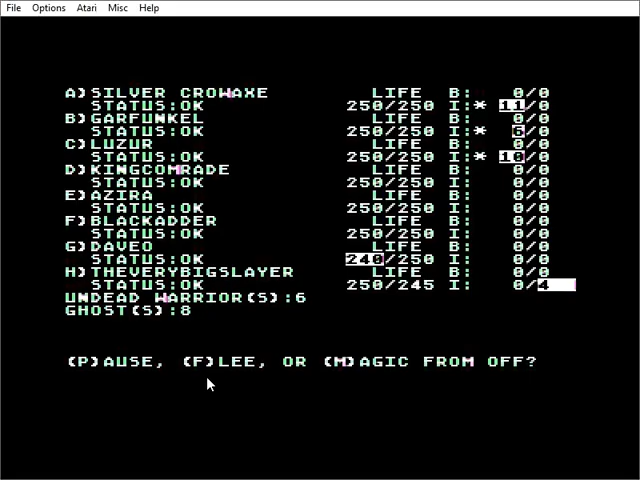 File Options Atari Misc Help
A)SILVER CROWAXE LIFE B: 0/0
STATUS:OK 250/250 I:* 11/0
B)GARFUNKEL LIFE B: 0/0
STATUS:OK 250/250 I:* 6/0
C)LUZUR LIFE B: 0/0
STATUS:OK 250/250 I:* 10/0
D)KINGCOMRADE LIFE B: 0/0
STATUS:OK 250/250 I: 0/0
E)AZIRA LIFE B: 0/0
STATUS:OK 250/250 I: 0/0
F)BLACKADDER LIFE B: 0/0
STATUS:OK 250/250 I: 0/0
G)DAVEO LIFE B: 0/0
STATUS:OK 240/250 I: 0/0
H)THEVERYBIGSLAYER LIFE B: 0/0
STATUS:OK 250/245 I: 0/4
UNDEAD WARRIOR(S):6
GHOST(S):8
(P)AUSE, (F)LEE, OR (M)AGIC FROM OFF?